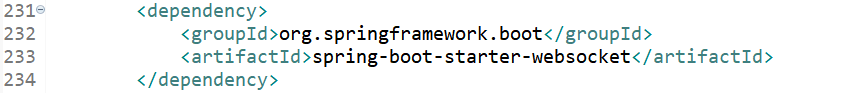 231 <dependency>
232 <groupId>org.springframework.boot</groupId>
233 <artifactId>spring-boot-starter-websocket</artifactId>
234 </dependency>